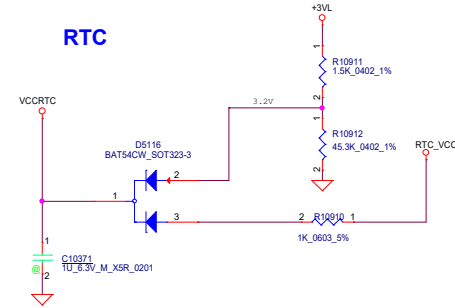 +3VL
RTC
1
R10911
1.5K_0402_1%
2
3.2V
VCCRTC
1
R10912
45.3K_0402_1%
2
RTC_VCC
D5116
BAT54CW_SOT323-3
2
1
3
2
R10910
1
1K_0603_5%
1
C10371
1U_6.3V_M_X5R_0201
@
2